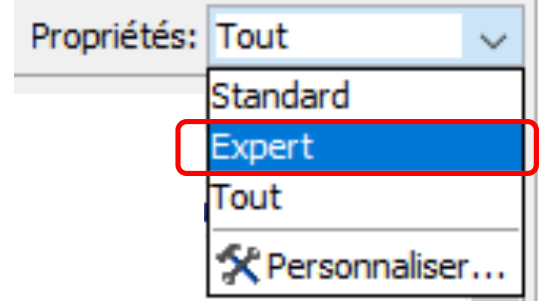 Propriétés: Tout
Standard
Expert
Tout
Personnaliser...